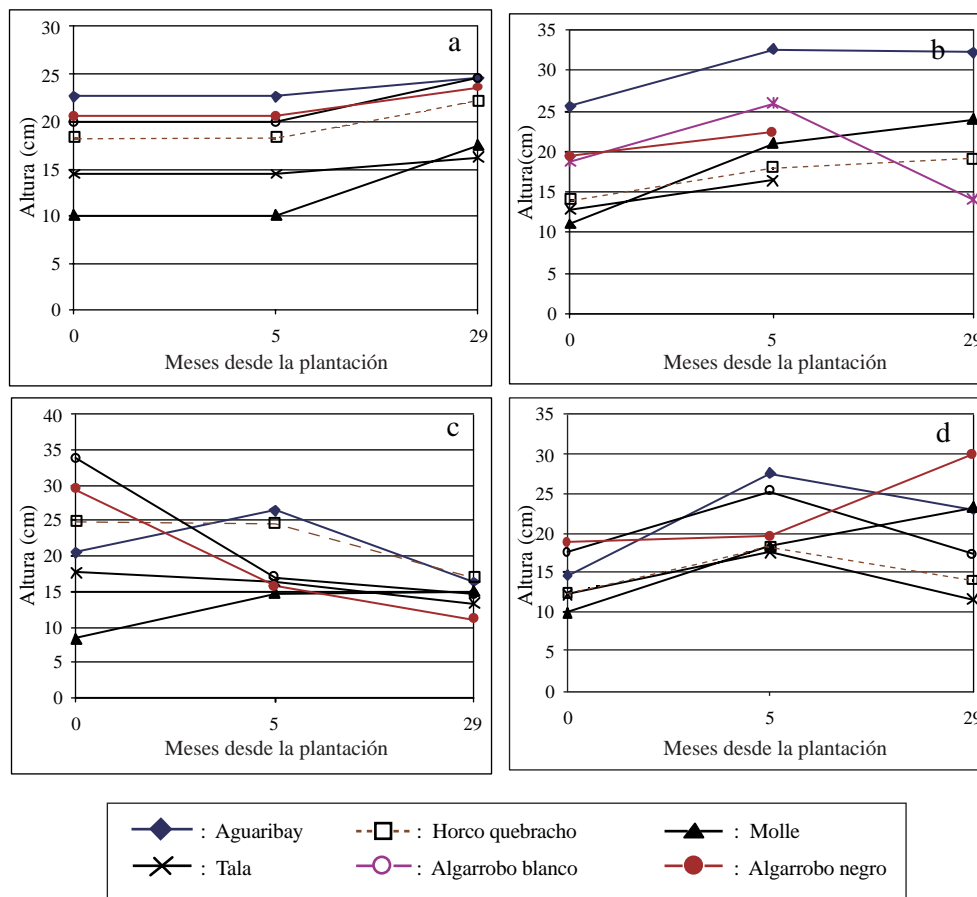 a
30
25
20
15
10
5
0
Altura (cm)
0 5 29
Meses desde la plantación
b
35
30
25
20
15
10
5
0
Altura (cm)
0 5 29
Meses desde la plantación
c
40
35
30
25
20
15
10
5
0
Altura (cm)
0 5 29
Meses desde la plantación
d
35
30
25
20
15
10
5
0
Altura (cm)
0 5 29
Meses desde la plantación
: Aguaribay : Horco quebracho : Molle
: Tala : Algarrobo blanco : Algarrobo negro